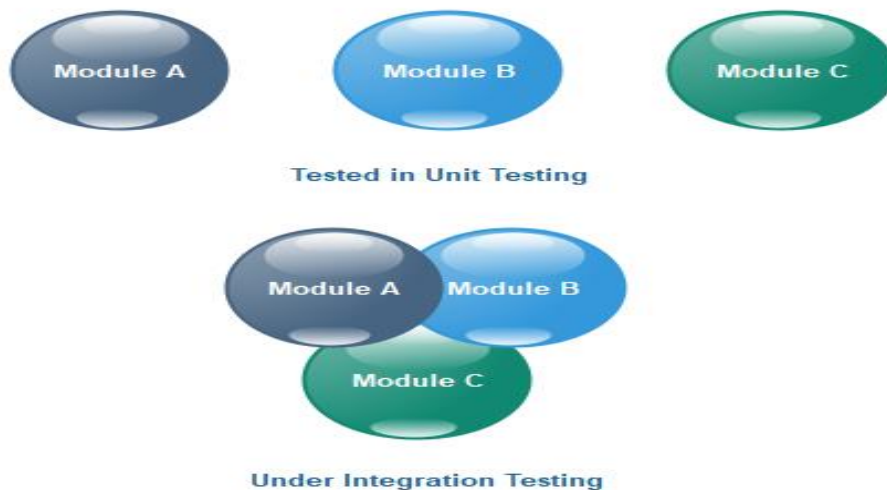 Module A Module B Module C
Tested in Unit Testing
Module A Module B
Module C
Under Integration Testing